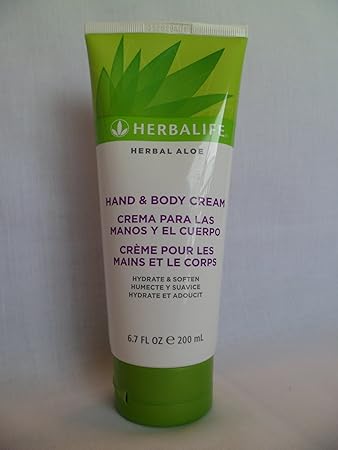 HERBALIFE
HERBAL ALOE
HAND & BODY CREAM
CREMA PARA LAS
MANOS Y EL CUERPO
CRÈME POUR LES
MAINS ET LE CORPS
HYDRATE & SOFTEN
HUMECTE Y SUAVICE
HYDRATE ET ADOUCIT
6.7 FL OZ ℮ 200 mL